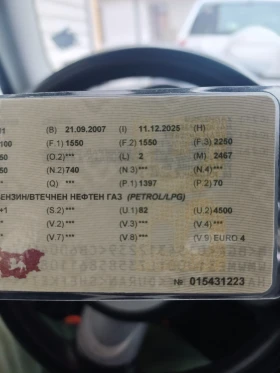 (B) 21.09.2007 (I) 11.12.2025 (H)
(F.1) 1550 (F.2) 1550 (F.3) 2250
(O.2)*** (L) 2 (M) 2467
(N.2) 740 (N.3)*** (N.4)***
(Q) *** (P.1) 1397 (P.2) 70
БЕНЗИН/ВТЕЧНЕН НЕФТЕН ГАЗ (PETROL/LPG)
+1 (S.2)*** (U.1) 82 (U.2) 4500
(V.2)*** (V.3)*** (V.4)***
(V.7)*** (V.8)*** (V.9) EURO 4
№ 015431223